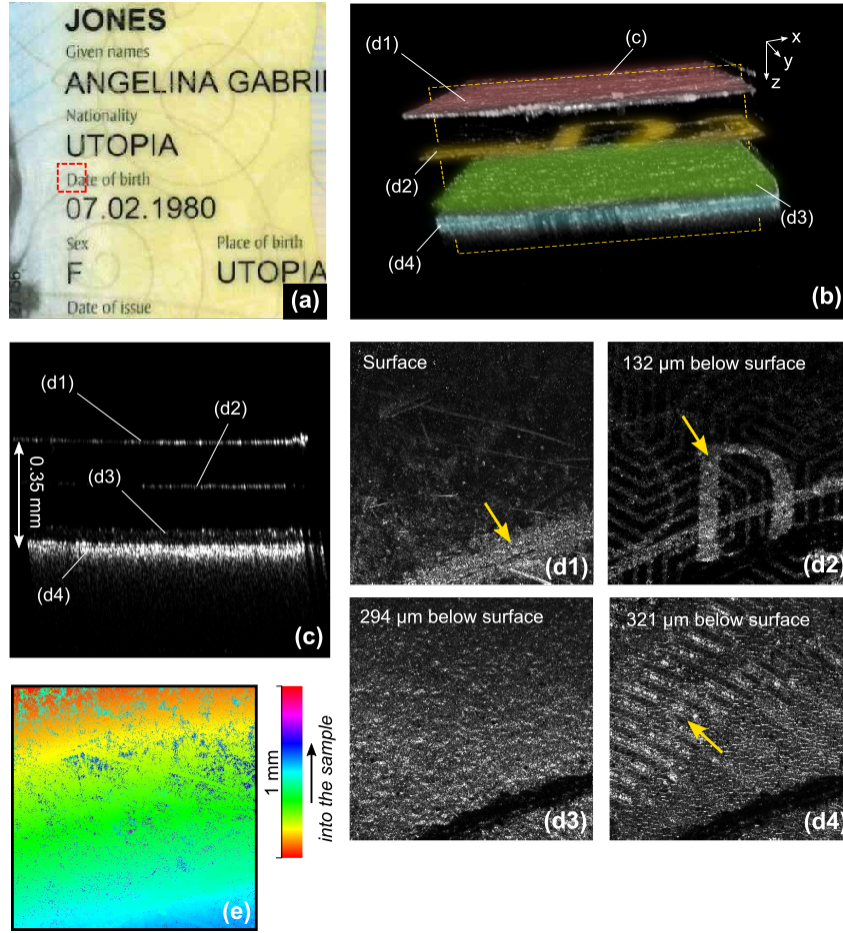 JONES
Given names
ANGELINA GABRI
Nationality
UTOPIA
Date of birth
07.02.1980
Sex
Place of birth
F
UTOPIA
Date of issue
(a)
(c)
(d1)
x
y
z
(d2)
(d3)
(d4)
(b)
(d1)
(d2)
(d3)
0.35 mm
(d4)
(c)
Surface
(d1)
132 µm below surface
D
(d2)
294 µm below surface
(d3)
321 µm below surface
(d4)
1 mm
into the sample
(e)